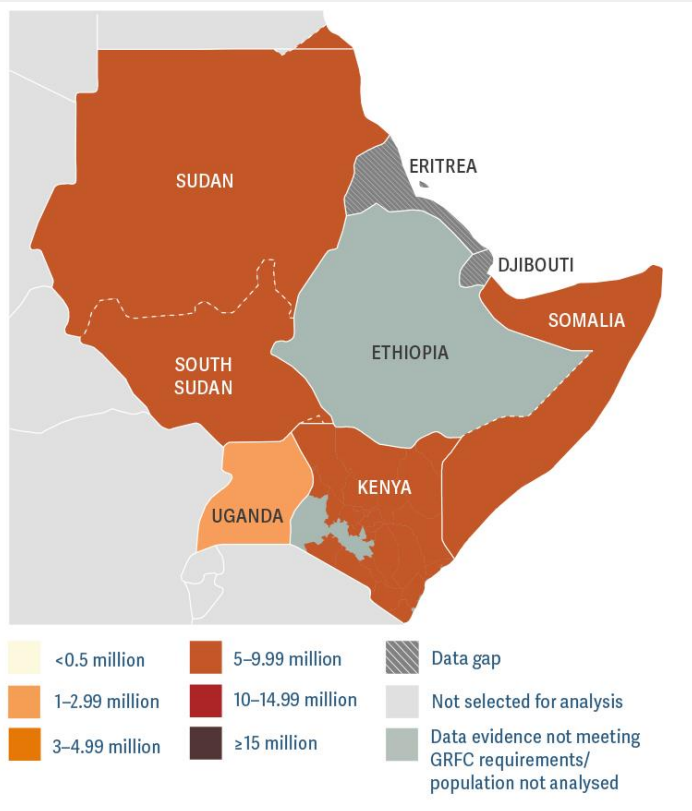 SUDAN
ERITREA
DJIBOUTI
SOMALIA
ETHIOPIA
SOUTH
SUDAN
KENYA
UGANDA
<0.5 million
1–2.99 million
3–4.99 million
5–9.99 million
10–14.99 million
≥15 million
Data gap
Not selected for analysis
Data evidence not meeting
GRFC requirements/
population not analysed